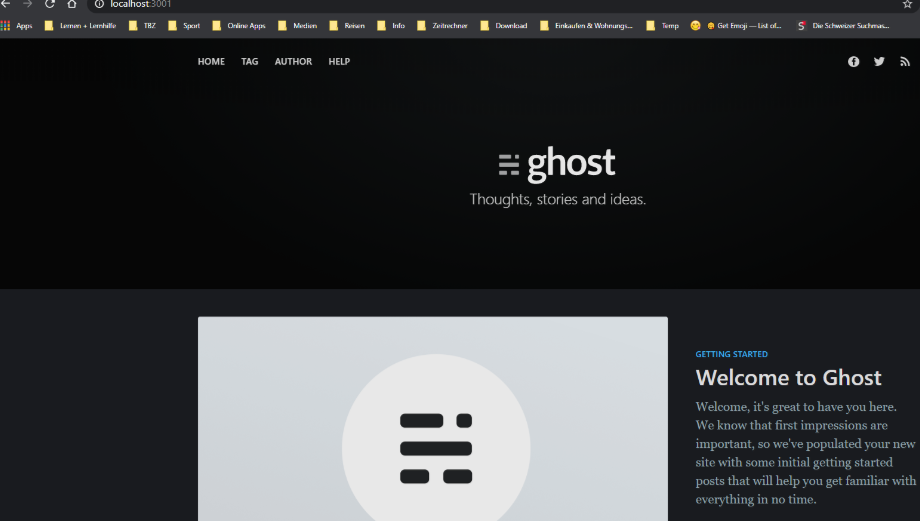 localhost:3001
Apps Lernen + Lernhilfe TBZ Sport Online Apps Medien Reisen Info Zeitrechner Download Einkaufen & Wohnungs... Temp Get Emoji — List of... Die Schweizer Suchmas...
HOME TAG AUTHOR HELP
ghost
Thoughts, stories and ideas.
GETTING STARTED
Welcome to Ghost
Welcome, it's great to have you here.
We know that first impressions are
important, so we've populated your new
site with some initial getting started
posts that will help you get familiar with
everything in no time.